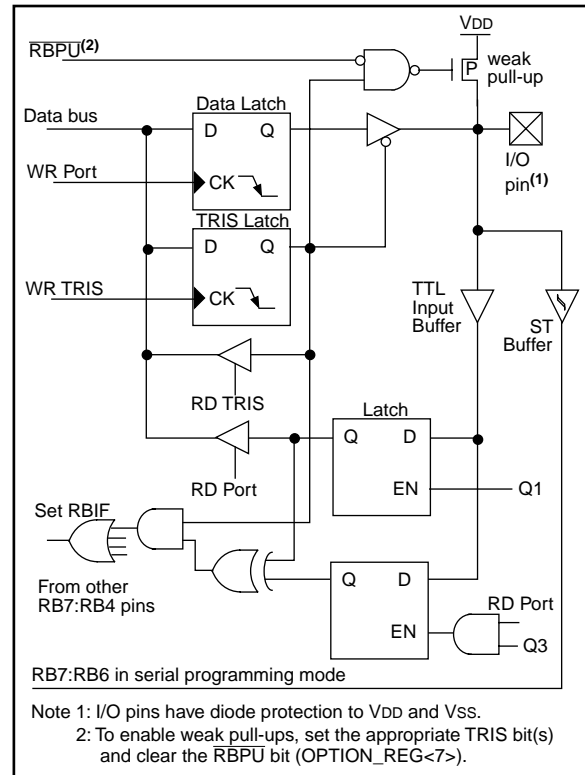 VDD
RBPU(2)
weak
pull-up
P
Data Latch
Data bus
D Q
I/O
pin(1)
WR Port
CK
TRIS Latch
D Q
WR TRIS
CK
TTL
Input
Buffer
ST
Buffer
RD TRIS
Latch
Q D
RD Port
EN
Q1
Set RBIF
From other
RB7:RB4 pins
Q D
RD Port
EN
Q3
RB7:RB6 in serial programming mode
Note 1: I/O pins have diode protection to VDD and VSS.
2: To enable weak pull-ups, set the appropriate TRIS bit(s)
and clear the RBPU bit (OPTION_REG<7>).